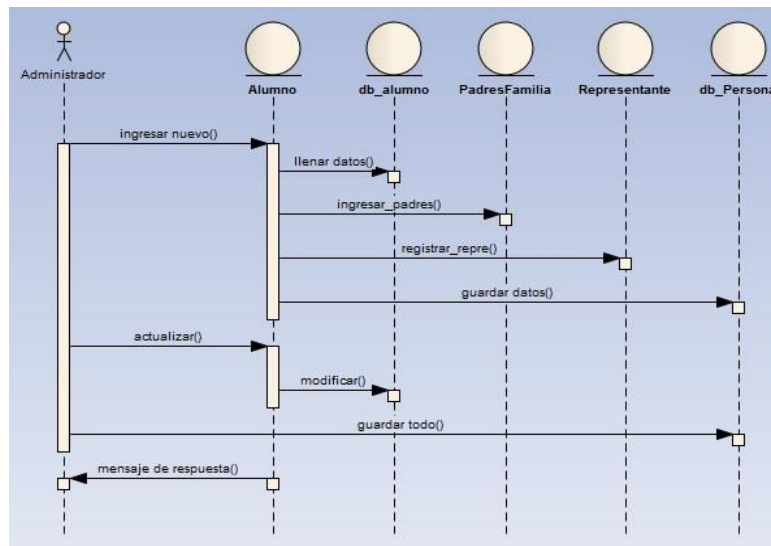 Administrador
Alumno
db_alumno
PadresFamilia
Representante
db_Persona
ingresar nuevo()
llenar datos()
ingresar_padres()
registrar_repre()
guardar datos()
actualizar()
modificar()
guardar todo()
mensaje de respuesta()